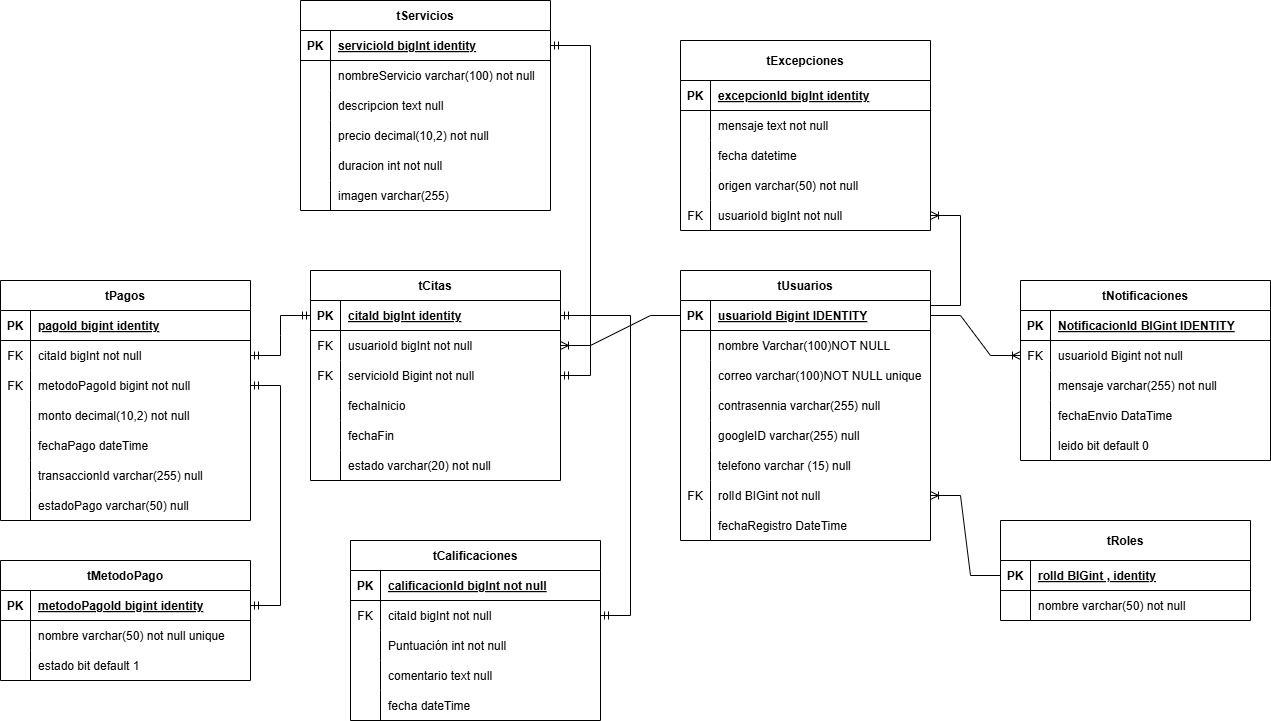 tServicios
PK servicioId bigInt identity
nombreServicio varchar(100) not null
descripcion text null
precio decimal(10,2) not null
duracion int not null
imagen varchar(255)
tExcepciones
PK excepcionId bigInt identity
mensaje text not null
fecha datetime
origen varchar(50) not null
FK usuarioId bigInt not null
tPagos
PK pagoId bigint identity
FK citaId bigInt not null
FK metodoPagoId bigint not null
monto decimal(10,2) not null
fechaPago dateTime
transaccionId varchar(255) null
estadoPago varchar(50) null
tCitas
PK citaId bigInt identity
FK usuarioId bigInt not null
FK servicioId Bigint not null
fechaInicio
fechaFin
estado varchar(20) not null
tUsuarios
PK usuarioId Bigint IDENTITY
nombre Varchar(100)NOT NULL
correo varchar(100)NOT NULL unique
contrasennia varchar(255) null
googleID varchar(255) null
telefono varchar (15) null
FK rolId BIGint not null
fechaRegistro DateTime
tNotificaciones
PK NotificacionId BIGint IDENTITY
FK usuarioId Bigint not null
mensaje varchar(255) not null
fechaEnvio DataTime
leido bit default 0
tMetodoPago
PK metodoPagoId bigint identity
nombre varchar(50) not null unique
estado bit default 1
tCalificaciones
PK calificacionId bigInt not null
FK citaId bigInt not null
Puntuación int not null
comentario text null
fecha dateTime
tRoles
PK rolId BIGint , identity
nombre varchar(50) not null